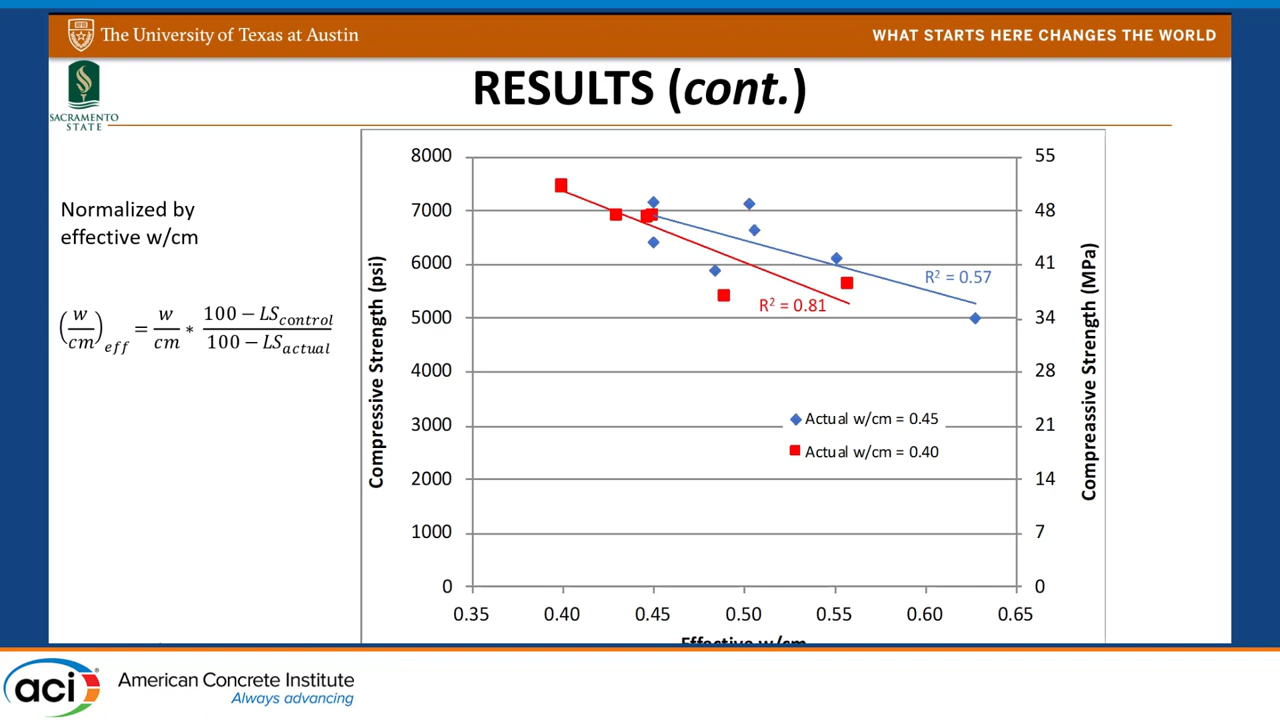 The University of Texas at Austin
WHAT STARTS HERE CHANGES THE WORLD
SACRAMENTO
STATE
RESULTS (cont.)
Normalized by
effective w/cm
(w/cm)eff = w/cm * (100 − LScontrol)/(100 − LSactual)
Compressive Strength (psi)
8000
7000
6000
5000
4000
3000
2000
1000
0
55
48
41
34
28
21
14
7
0
Compreassive Strength (MPa)
R² = 0.57
R² = 0.81
Actual w/cm = 0.45
Actual w/cm = 0.40
0.35 0.40 0.45 0.50 0.55 0.60 0.65
Effective w/cm
aci®
American Concrete Institute
Always advancing